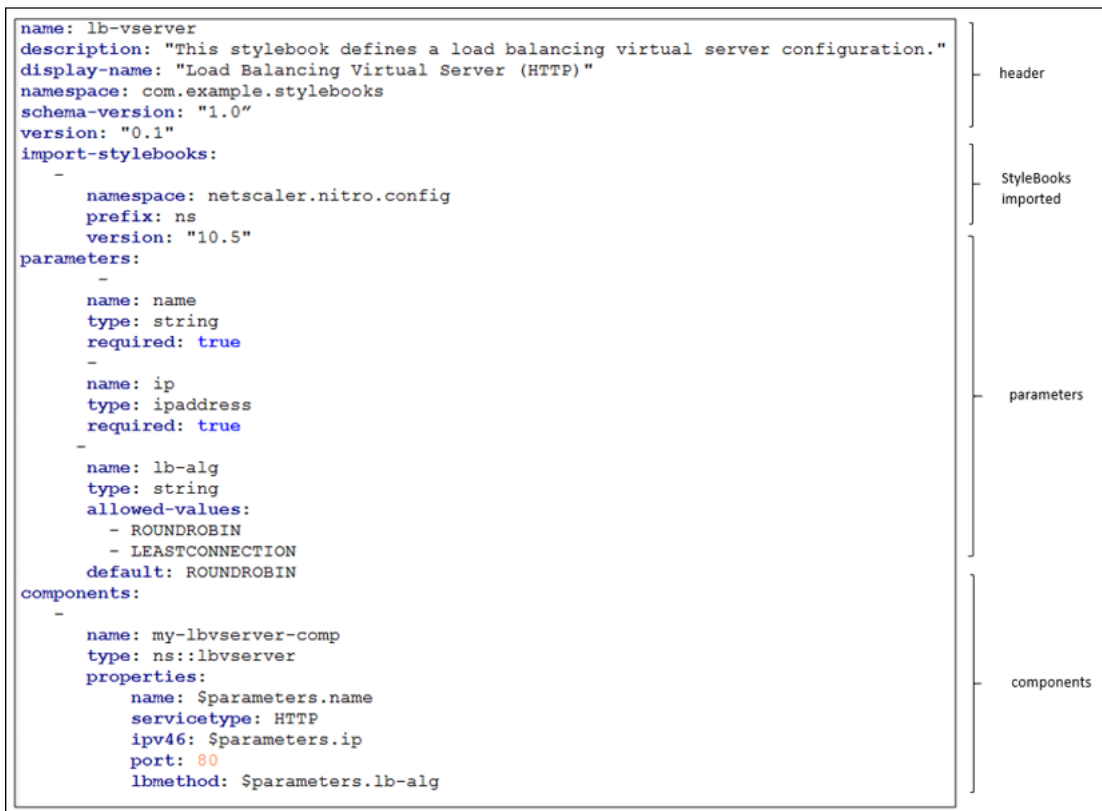 name: lb-vserver
description: "This stylebook defines a load balancing virtual server configuration."
display-name: "Load Balancing Virtual Server (HTTP)"
namespace: com.example.stylebooks
schema-version: "1.0”
version: "0.1"
import-stylebooks:
-
namespace: netscaler.nitro.config
prefix: ns
version: "10.5"
parameters:
-
name: name
type: string
required: true
-
name: ip
type: ipaddress
required: true
-
name: lb-alg
type: string
allowed-values:
- ROUNDROBIN
- LEASTCONNECTION
default: ROUNDROBIN
components:
-
name: my-lbvserver-comp
type: ns::lbvserver
properties:
name: $parameters.name
servicetype: HTTP
ipv46: $parameters.ip
port: 80
lbmethod: $parameters.lb-alg
header
StyleBooks
imported
parameters
components